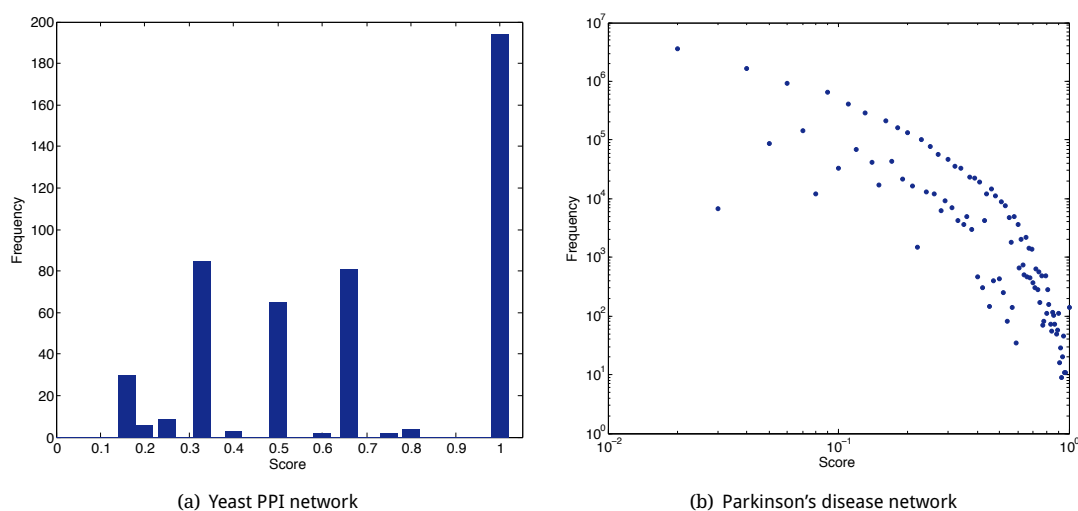 200
180
160
140
120
100
80
60
40
20
0
Frequency
0 0.1 0.2 0.3 0.4 0.5 0.6 0.7 0.8 0.9 1
Score
(a) Yeast PPI network
10^7
10^6
10^5
10^4
10^3
10^2
10^1
10^0
Frequency
10^-2 10^-1 10^0
Score
(b) Parkinson's disease network